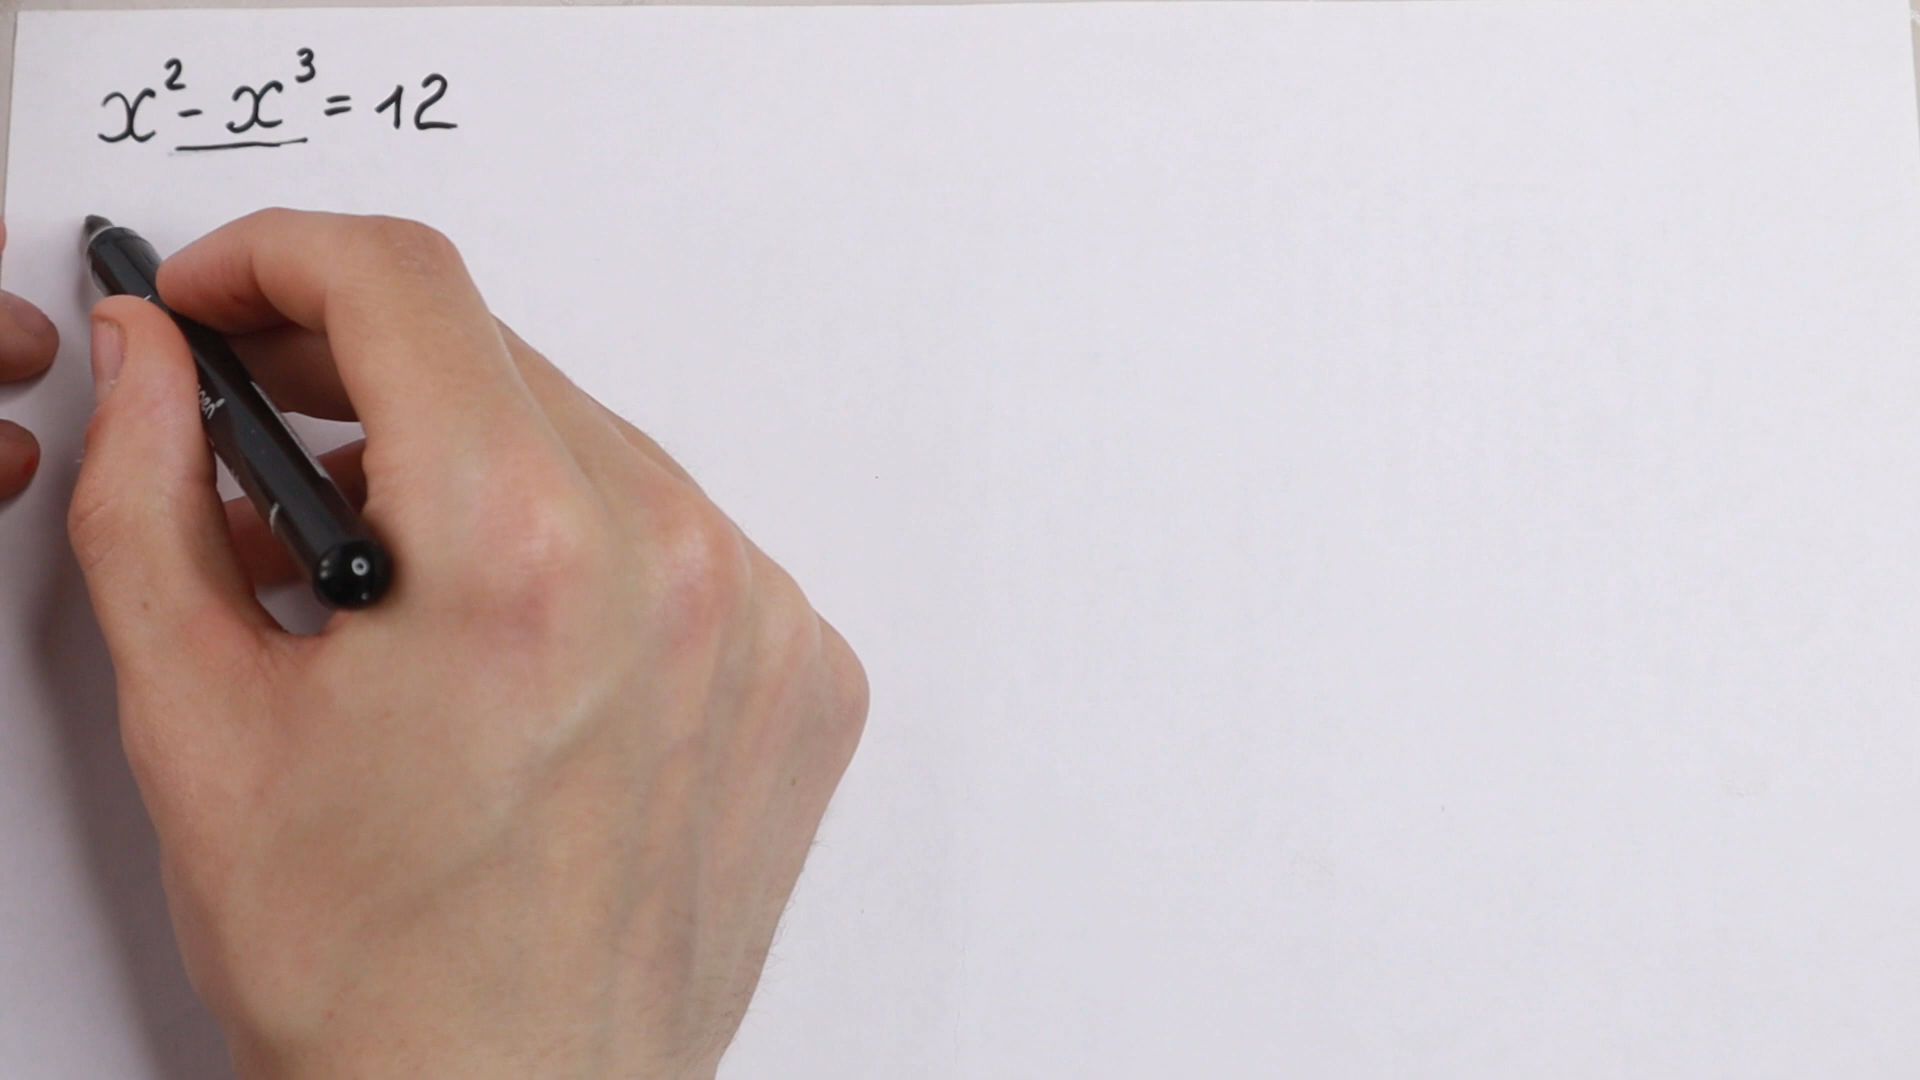 x² - x³ = 12